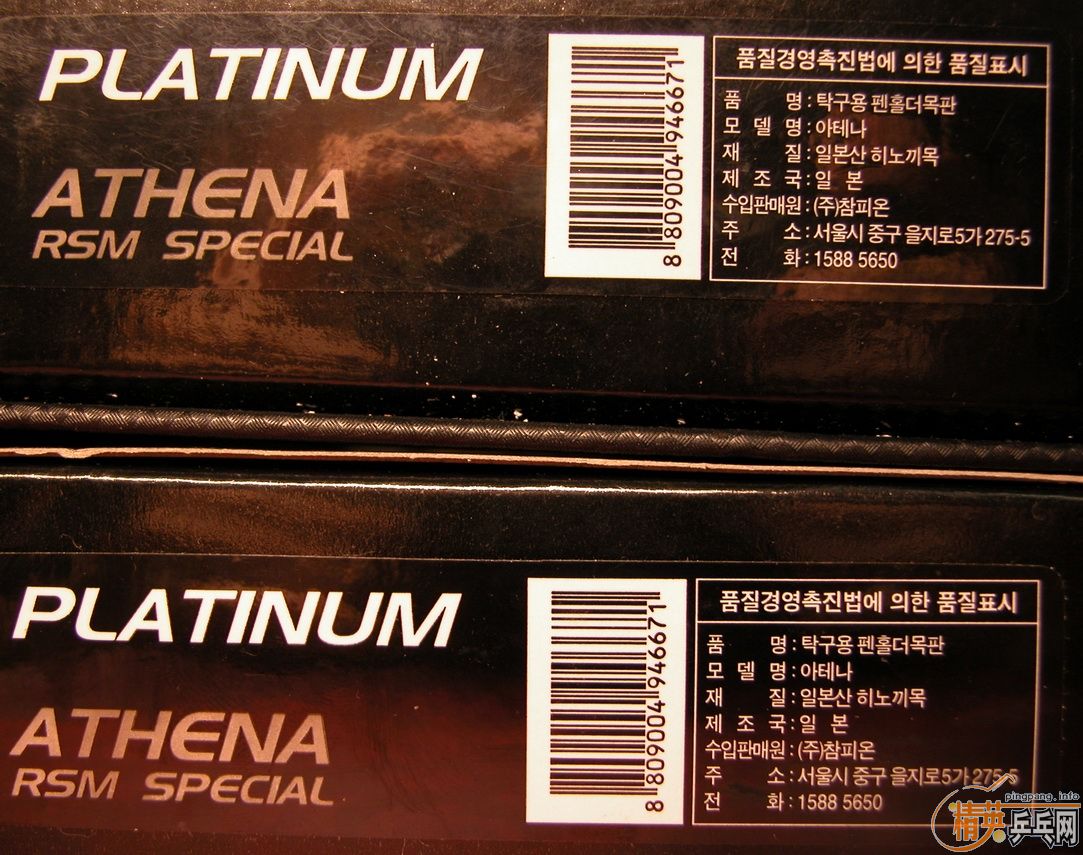 PLATINUM
ATHENA
RSM SPECIAL
8 809004 946671
품질경영촉진법에 의한 품질표시
품 명 : 탁구용 펜홀더목판
모 델 명 : 아테나
재 질 : 일본산 히노끼목
제 조 국 : 일 본
수입판매원 : (주)참피온
주 소 : 서울시 중구 을지로5가 275-5
전 화 : 1588 5650
PLATINUM
ATHENA
RSM SPECIAL
8 809004 946671
품질경영촉진법에 의한 품질표시
품 명 : 탁구용 펜홀더목판
모 델 명 : 아테나
재 질 : 일본산 히노끼목
제 조 국 : 일 본
수입판매원 : (주)참피온
주 소 : 서울시 중구 을지로5가 275-5
전 화 : 1588 5650
pingpang.info
精英乒乓网